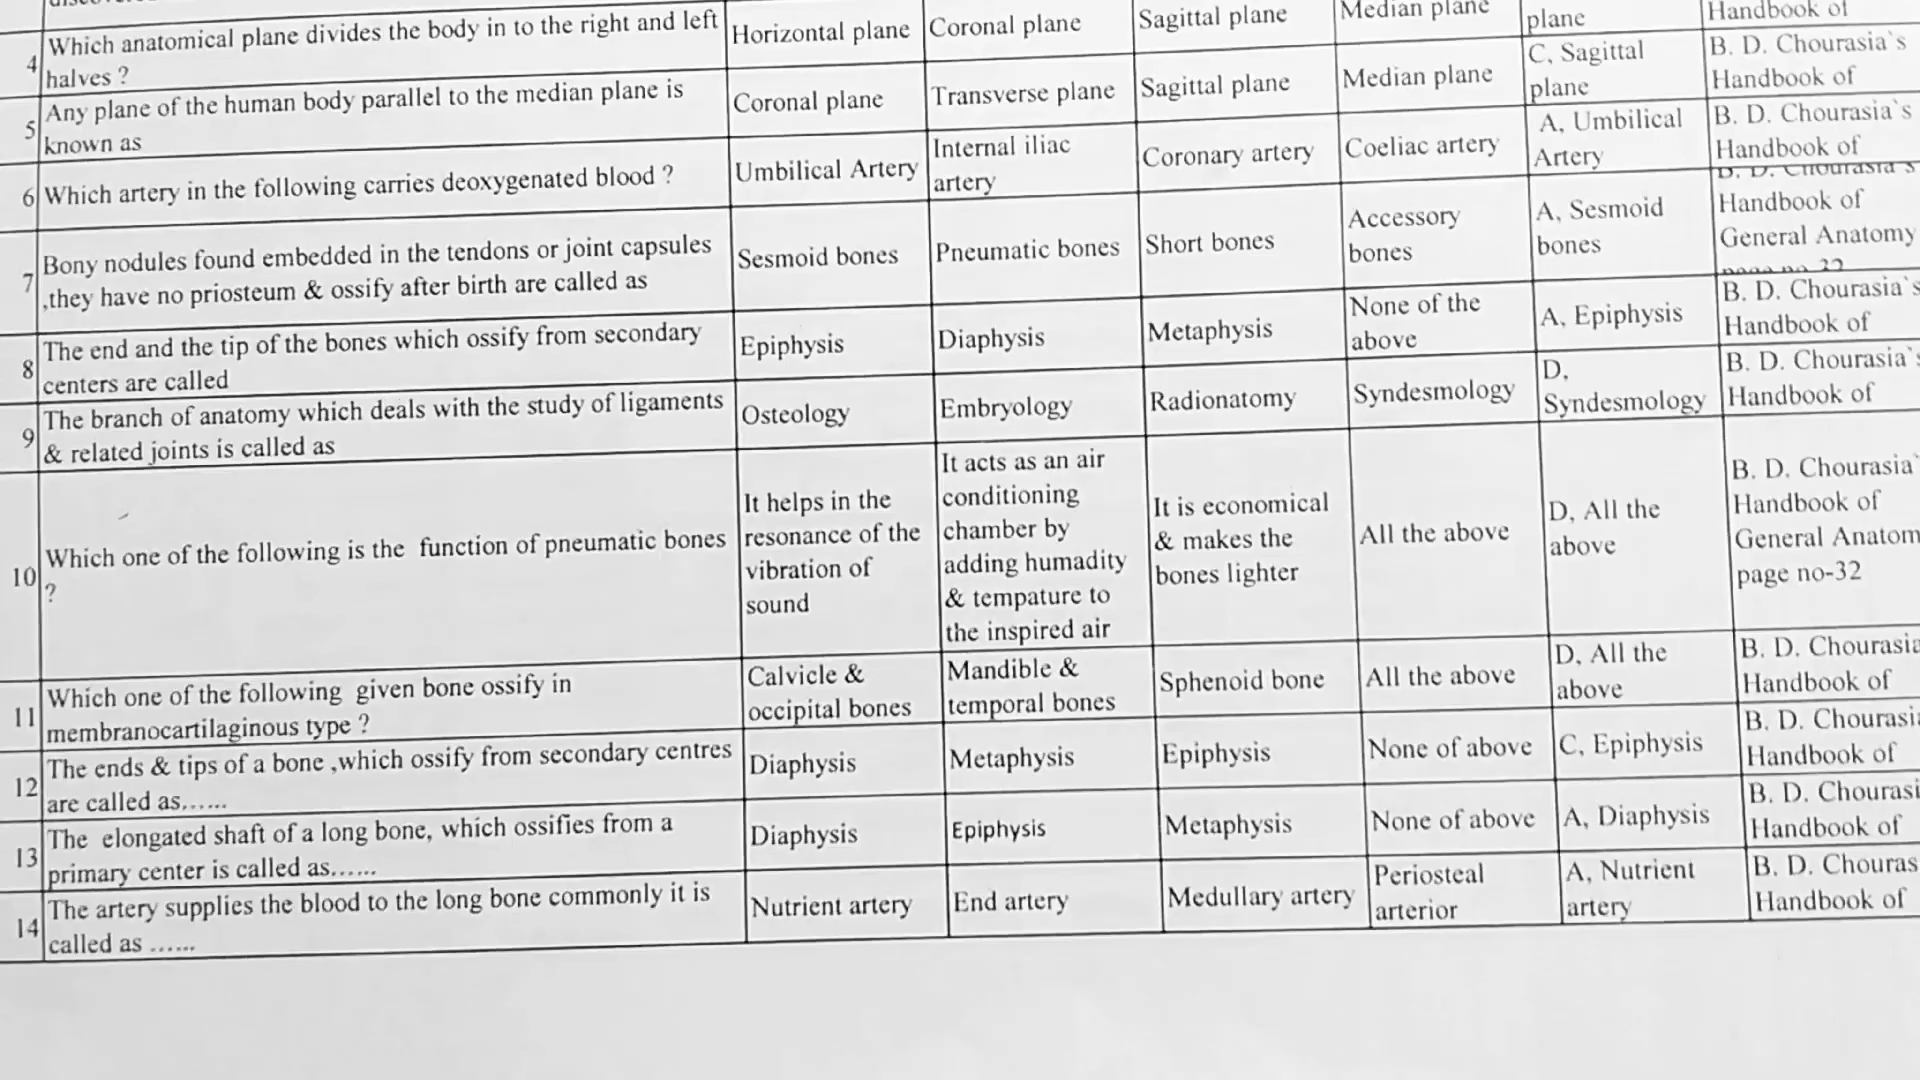 4 Which anatomical plane divides the body in to the right and left halves ? Horizontal plane Coronal plane Sagittal plane Median plane plane Handbook of
5 Any plane of the human body parallel to the median plane is known as Coronal plane Transverse plane Sagittal plane Median plane C, Sagittal plane B. D. Chourasia`s Handbook of
6 Which artery in the following carries deoxygenated blood ? Umbilical Artery Internal iliac artery Coronary artery Coeliac artery A, Umbilical Artery B. D. Chourasia`s Handbook of
7 Bony nodules found embedded in the tendons or joint capsules ,they have no priosteum & ossify after birth are called as Sesmoid bones Pneumatic bones Short bones Accessory bones A, Sesmoid bones B. D. Chourasia`s Handbook of General Anatomy page no 32
8 The end and the tip of the bones which ossify from secondary centers are called Epiphysis Diaphysis Metaphysis None of the above A, Epiphysis B. D. Chourasia`s Handbook of
9 The branch of anatomy which deals with the study of ligaments & related joints is called as Osteology Embryology Radionatomy Syndesmology D, Syndesmology B. D. Chourasia`s Handbook of
10 Which one of the following is the function of pneumatic bones ? It helps in the resonance of the vibration of sound It acts as an air conditioning chamber by adding humadity & tempature to the inspired air It is economical & makes the bones lighter All the above D, All the above B. D. Chourasia` Handbook of General Anatom page no-32
11 Which one of the following given bone ossify in membranocartilaginous type ? Calvicle & occipital bones Mandible & temporal bones Sphenoid bone All the above D, All the above B. D. Chourasia Handbook of
12 The ends & tips of a bone ,which ossify from secondary centres are called as...... Diaphysis Metaphysis Epiphysis None of above C, Epiphysis B. D. Chourasia Handbook of
13 The elongated shaft of a long bone, which ossifies from a primary center is called as...... Diaphysis Epiphysis Metaphysis None of above A, Diaphysis B. D. Chourasi Handbook of
14 The artery supplies the blood to the long bone commonly it is called as ...... Nutrient artery End artery Medullary artery Periosteal arterior A, Nutrient artery B. D. Chouras Handbook of